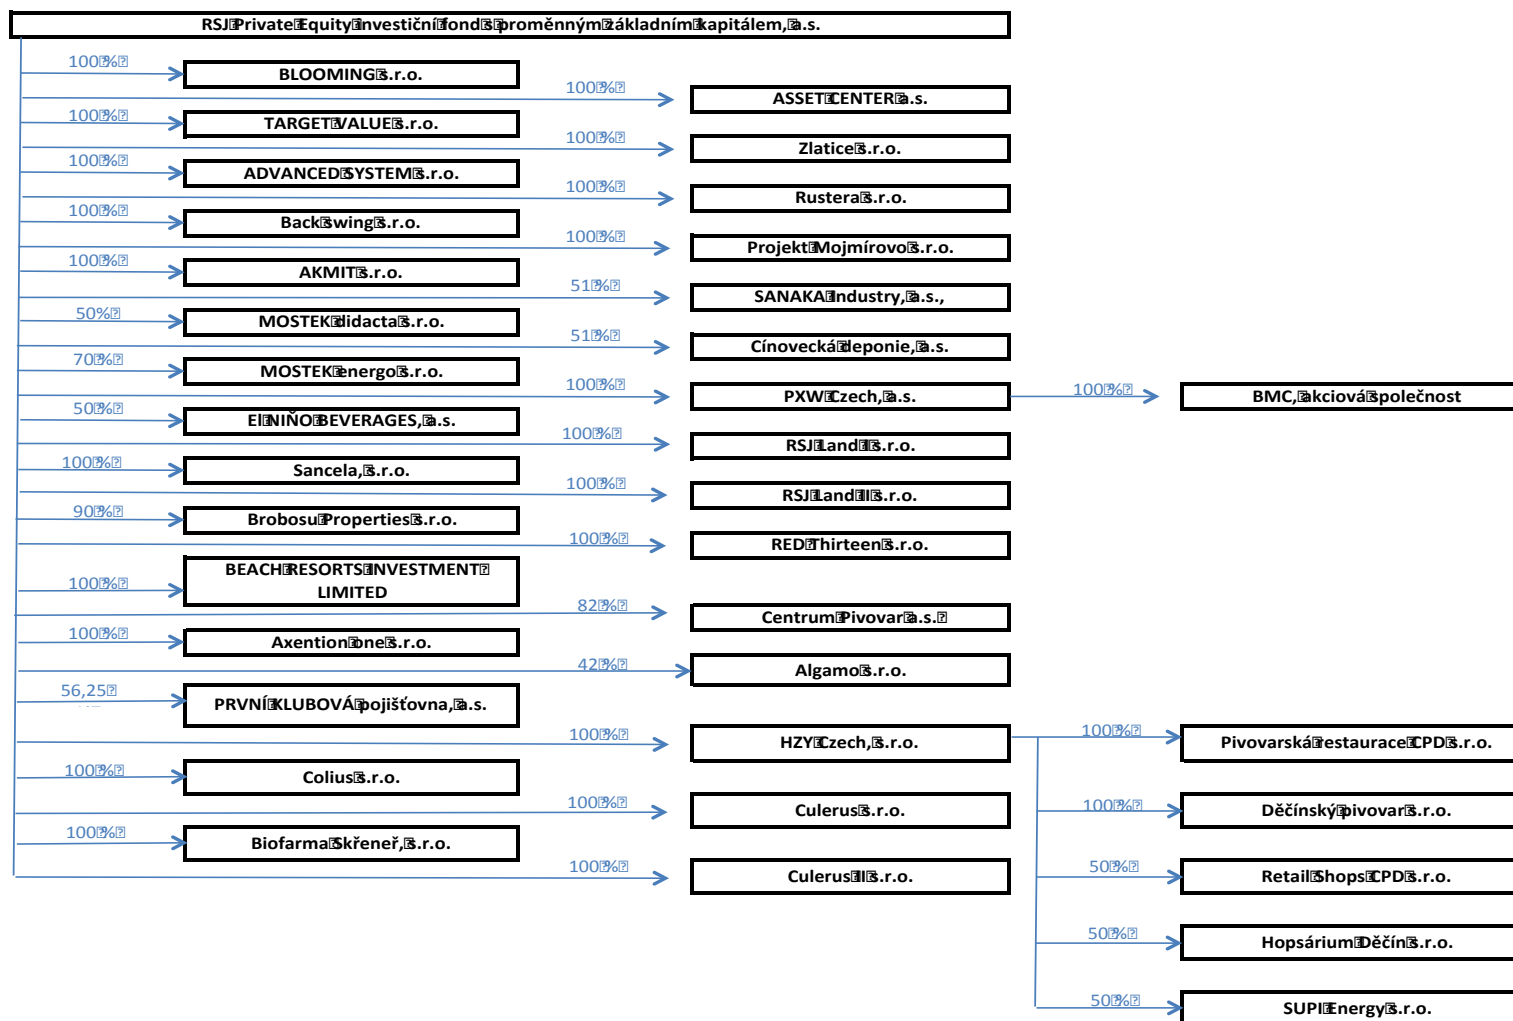 RSJ Private Equity investiční fond s proměnným základním kapitálem, a.s.
100 %
BLOOMING s.r.o.
100 %
ASSET CENTER a.s.
100 %
TARGET VALUE s.r.o.
100 %
Zlatice s.r.o.
100 %
ADVANCED SYSTEM s.r.o.
100 %
Rustera s.r.o.
100 %
Back swing s.r.o.
100 %
Projekt Mojmírovo s.r.o.
100 %
AKMIT s.r.o.
51 %
SANAKA Industry, a.s.,
50%
MOSTEK didacta s.r.o.
51 %
Cínovecká deponie, a.s.
70 %
MOSTEK energo s.r.o.
100 %
PXW Czech, a.s.
100 %
BMC, akciová společnost
50 %
El NIŇO BEVERAGES, a.s.
100 %
RSJ Land I s.r.o.
100 %
Sancela, s.r.o.
100 %
RSJ Land II s.r.o.
90 %
Brobosu Properties s.r.o.
100 %
RED Thirteen s.r.o.
100 %
BEACH RESORTS INVESTMENT
LIMITED
82 %
Centrum Pivovar a.s.
100 %
Axention one s.r.o.
42 %
Algamo s.r.o.
56,25
PRVNÍ KLUBOVÁ pojišťovna, a.s.
100 %
HZY Czech, s.r.o.
100 %
Pivovarská restaurace CPD s.r.o.
100 %
Colius s.r.o.
100 %
Culerus s.r.o.
100 %
Děčínský pivovar s.r.o.
100 %
Biofarma Skřeneř, s.r.o.
100 %
Culerus II s.r.o.
50 %
Retail Shops CPD s.r.o.
50 %
Hopsárium Děčín s.r.o.
50 %
SUPI Energy s.r.o.